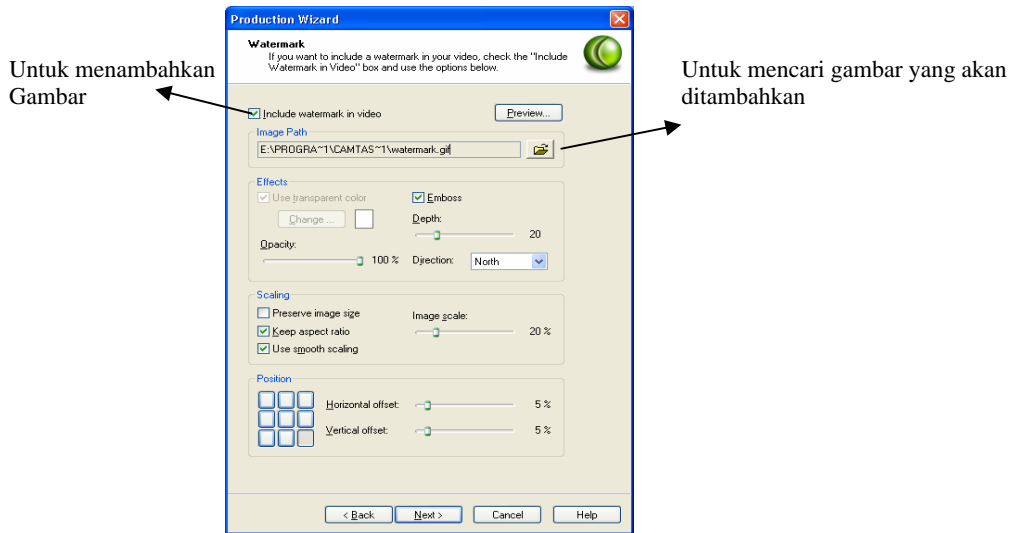 Production Wizard
Watermark
If you want to include a watermark in your video, check the "Include
Watermark in Video" box and use the options below.
Untuk menambahkan
Gambar
Untuk mencari gambar yang akan
ditambahkan
Include watermark in video
Preview...
Image Path
E:\PROGRA~1\CAMTAS~1\watermark.gif
Effects
Use transparent color
Emboss
Change ...
Depth:
20
Opacity:
100 %
Direction:
North
Scaling
Preserve image size
Image scale:
Keep aspect ratio
20 %
Use smooth scaling
Position
Horizontal offset:
5 %
Vertical offset:
5 %
< Back
Next >
Cancel
Help